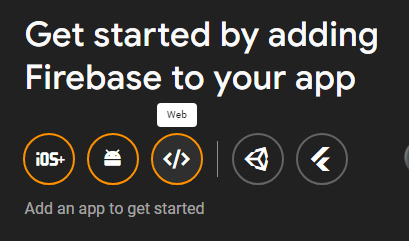 Get started by adding
Firebase to your app
Web
iOS+
</>
Add an app to get started